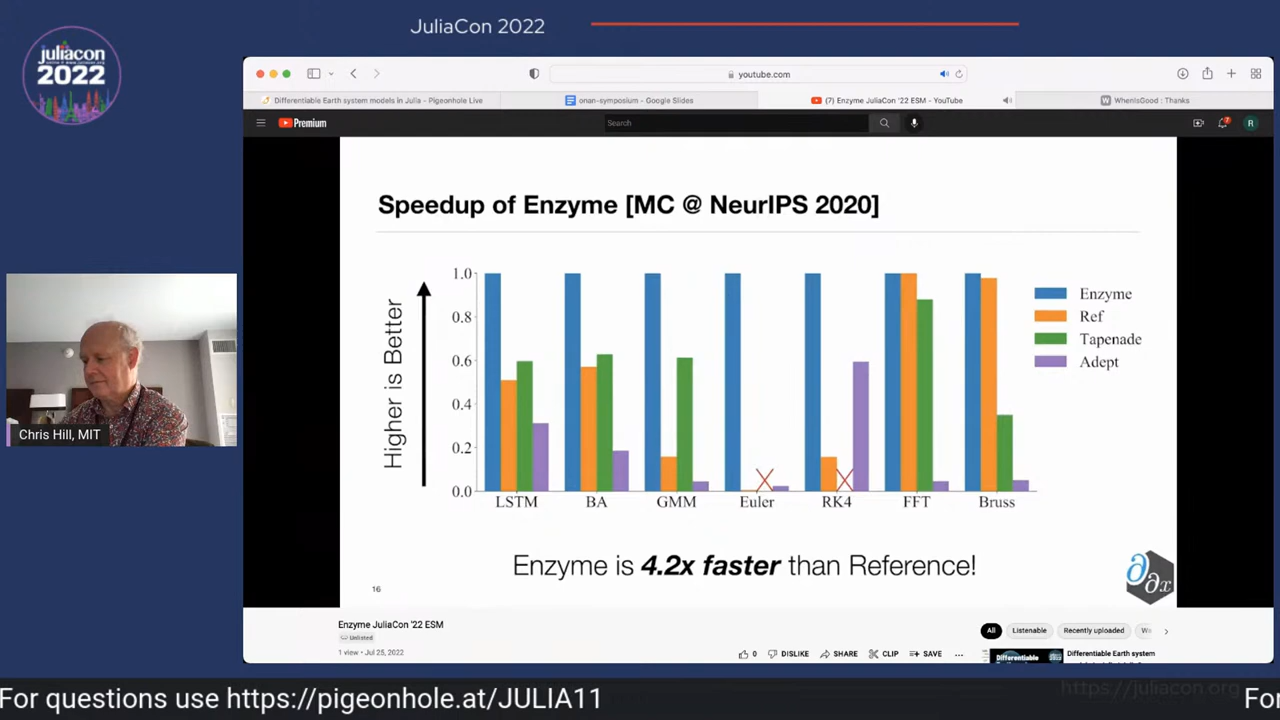 JuliaCon 2022
juliacon
2022
youtube.com
Differentiable Earth system models in Julia - Pigeonhole Live
onan-symposium - Google Slides
(7) Enzyme JuliaCon '22 ESM - YouTube
WhenIsGood : Thanks
Premium
Search
7
R
Speedup of Enzyme [MC @ NeurIPS 2020]
Higher is Better
1.0
0.8
0.6
0.4
0.2
0.0
LSTM
BA
GMM
Euler
RK4
FFT
Bruss
Enzyme
Ref
Tapenade
Adept
Enzyme is 4.2x faster than Reference!
16
∂
∂x
Chris Hill, MIT
Enzyme JuliaCon '22 ESM
Unlisted
1 view • Jul 25, 2022
0
DISLIKE
SHARE
CLIP
SAVE
All
Listenable
Recently uploaded
Differentiable
Differentiable Earth system
For questions use https://pigeonhole.at/JULIA11
For
https://juliacon.org